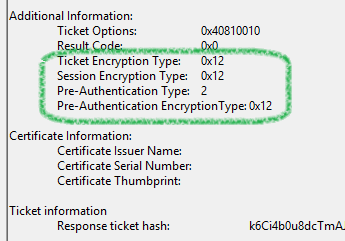 Additional Information:
Ticket Options: 0x40810010
Result Code: 0x0
Ticket Encryption Type: 0x12
Session Encryption Type: 0x12
Pre-Authentication Type: 2
Pre-Authentication EncryptionType: 0x12
Certificate Information:
Certificate Issuer Name:
Certificate Serial Number:
Certificate Thumbprint:
Ticket information
Response ticket hash: k6Ci4b0u8dcTmA